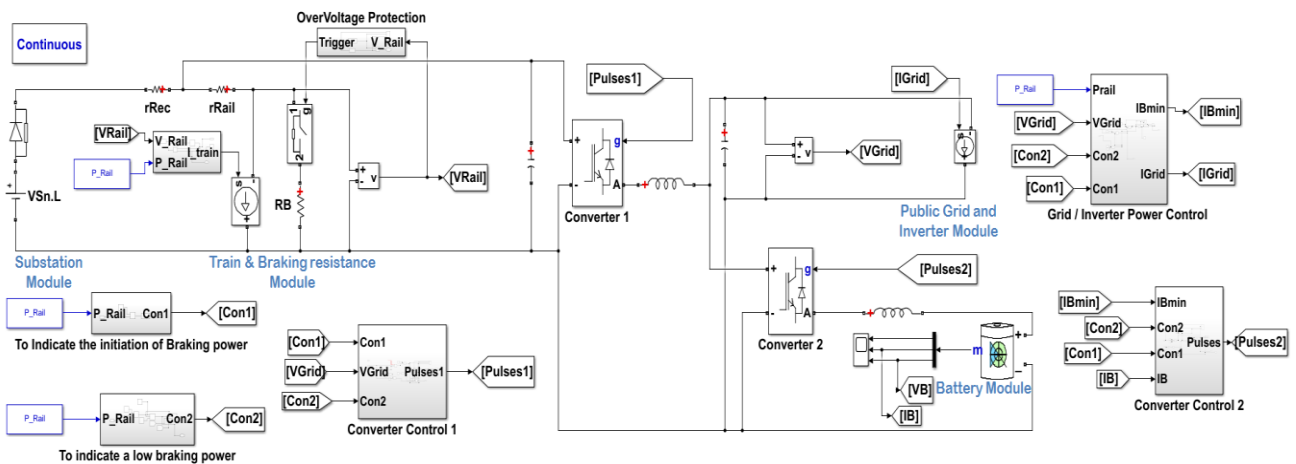 OverVoltage Protection
Continuous
Trigger V_Rail
[Pulses1]
[IGrid]
P_Rail
Prail
IBmin
[IBmin]
rRec
rRail
[VGrid]
VGrid
[VRail]
V_Rail
I_train
P_Rail
P_Rail
g
1
2
s
-
+
+
-
v
[VRail]
+
-
g
A
Converter 1
+
-
v
[VGrid]
s
-
+
[Con2]
Con2
[Con1]
Con1
IGrid
[IGrid]
Grid / Inverter Power Control
+
VSn.L
RB
Public Grid and
Inverter Module
Substation
Module
Train & Braking resistance
Module
+
-
g
A
Converter 2
[Pulses2]
P_Rail
P_Rail Con1
[Con1]
To Indicate the initiation of Braking power
[Con1]
Con1
[VGrid]
VGrid
[Con2]
Con2
Pulses1
[Pulses1]
Converter Control 1
m
+
−
Battery Module
[VB]
[IB]
[IBmin]
IBmin
[Con2]
Con2
[Con1]
Con1
[IB]
IB
Pulses
[Pulses2]
Converter Control 2
P_Rail
P_Rail Con2
[Con2]
To indicate a low braking power